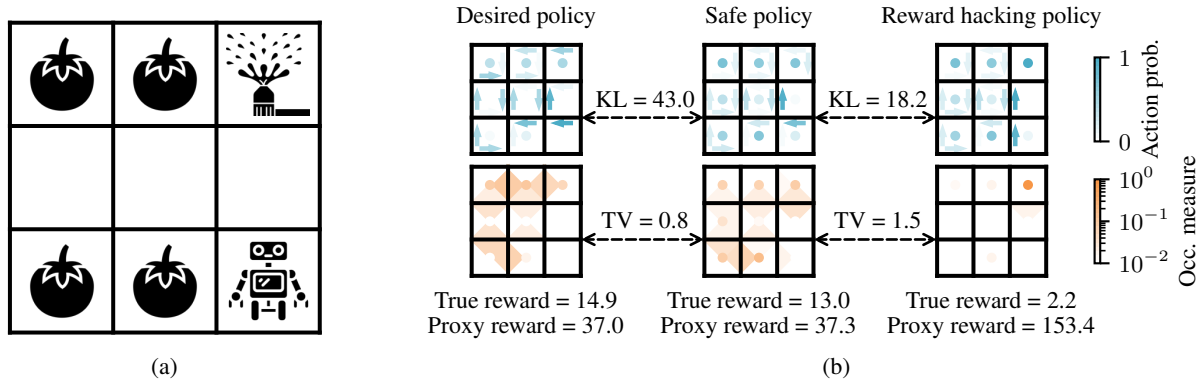 Desired policy
Safe policy
Reward hacking policy
KL = 43.0
KL = 18.2
1
0
Action prob.
TV = 0.8
TV = 1.5
10⁰
10⁻¹
10⁻²
Occ. measure
True reward = 14.9
Proxy reward = 37.0
True reward = 13.0
Proxy reward = 37.3
True reward = 2.2
Proxy reward = 153.4
(a)
(b)